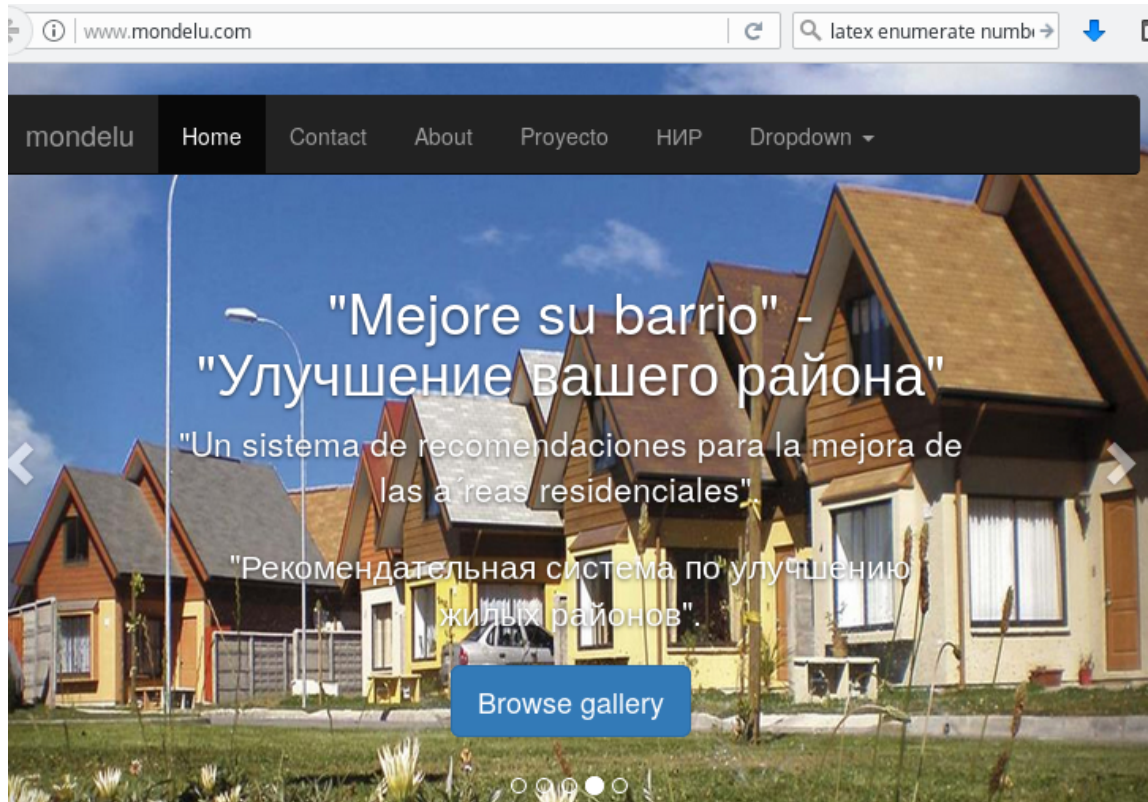 www.mondelu.com latex enumerate numb
mondelu Home Contact About Proyecto НИР Dropdown
"Mejore su barrio" -
"Улучшение вашего района"
"Un sistema de recomendaciones para la mejora de
las a´reas residenciales"
"Рекомендательная система по улучшению
жилых районов".
Browse gallery